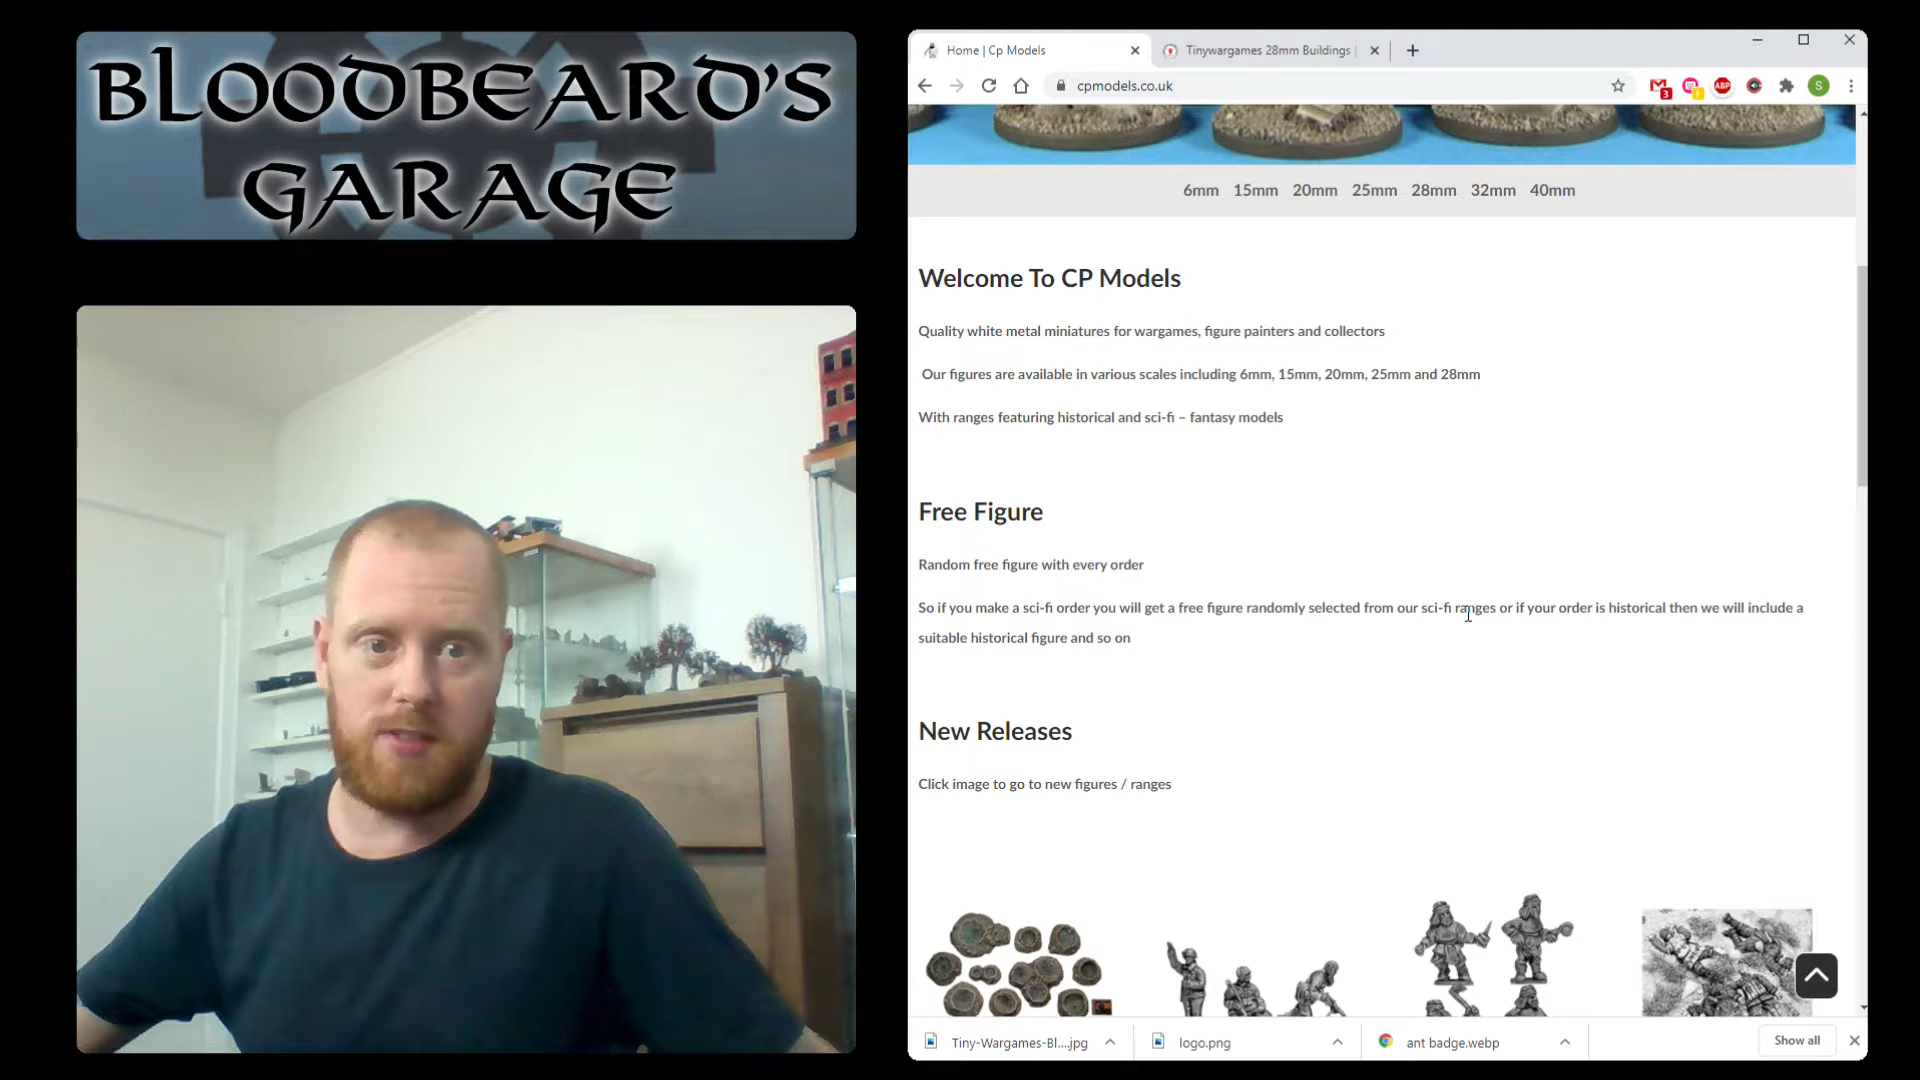 BLOODBEARD'S
GARAGE
Home | Cp Models
Tinywargames 28mm Buildings |
cpmodels.co.uk
3
1
ABP
S
6mm 15mm 20mm 25mm 28mm 32mm 40mm
Welcome To CP Models
Quality white metal miniatures for wargames, figure painters and collectors
Our figures are available in various scales including 6mm, 15mm, 20mm, 25mm and 28mm
With ranges featuring historical and sci-fi – fantasy models
Free Figure
Random free figure with every order
So if you make a sci-fi order you will get a free figure randomly selected from our sci-fi ranges or if your order is historical then we will include a
suitable historical figure and so on
New Releases
Click image to go to new figures / ranges
Tiny-Wargames-Bl....jpg
logo.png
ant badge.webp
Show all